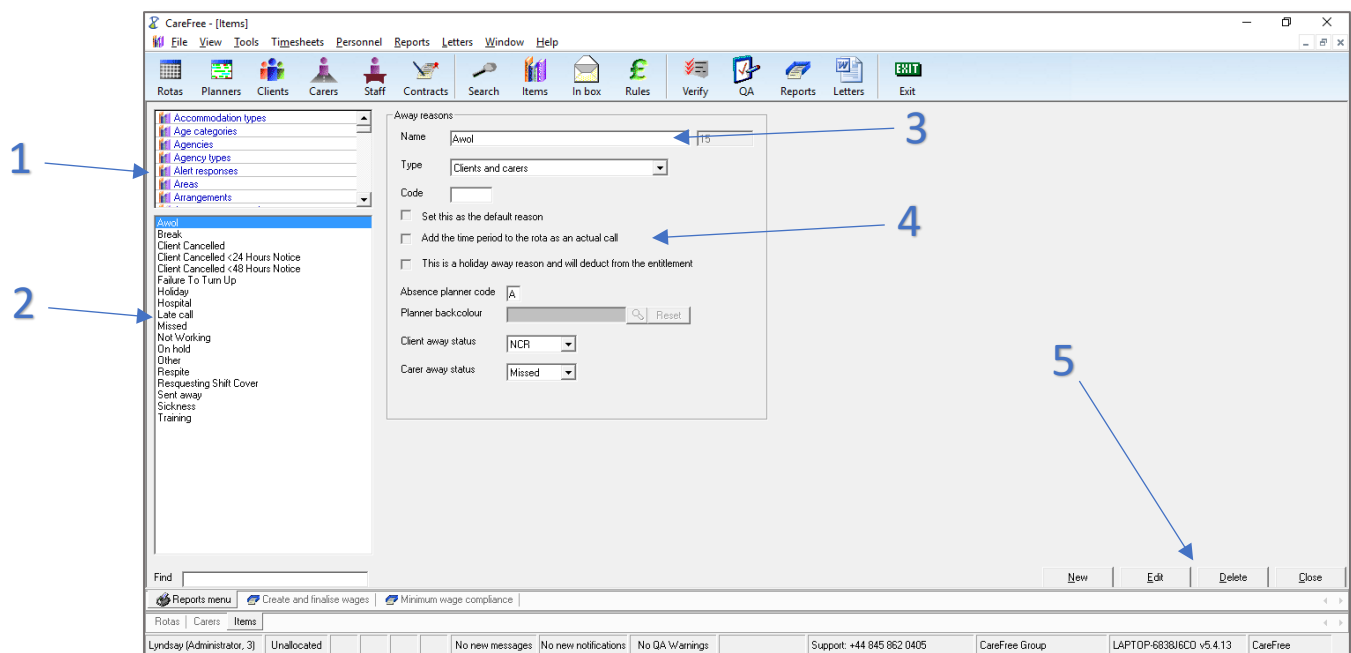 CareFree - [Items]
File View Tools Timesheets Personnel Reports Letters Window Help
Rotas Planners Clients Carers Staff Contracts Search Items In box Rules Verify QA Reports Letters Exit
EXIT
1
2
3
4
5
Accommodation types
Age categories
Agencies
Agency types
Alert responses
Areas
Arrangements
Awol
Break
Client Cancelled
Client Cancelled <24 Hours Notice
Client Cancelled <48 Hours Notice
Failure To Turn Up
Holiday
Hospital
Late call
Missed
Not Working
On hold
Other
Respite
Resquesting Shift Cover
Sent away
Sickness
Training
Find
Away reasons
Name Awol 15
Type Clients and carers
Code
Set this as the default reason
Add the time period to the rota as an actual call
This is a holiday away reason and will deduct from the entitlement
Absence planner code A
Planner backcolour Reset
Client away status NCR
Carer away status Missed
New Edit Delete Close
Reports menu Create and finalise wages Minimum wage compliance
Rotas Carers Items
Lyndsay (Administrator, 3) Unallocated No new messages No new notifications No QA Warnings Support: +44 845 862 0405 CareFree Group LAPTOP-6838J6CO v5.4.13 CareFree